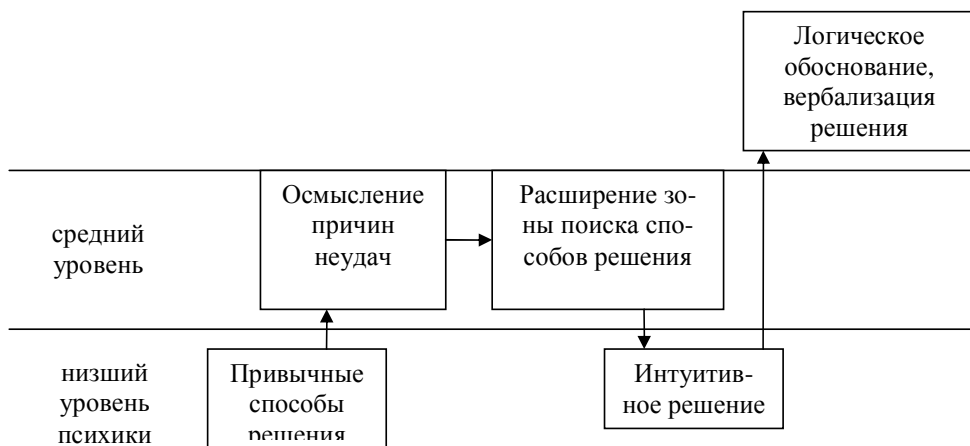 Логическое
обоснование,
вербализация
решения
средний
уровень
Осмысление
причин
неудач
Расширение зо-
ны поиска спо-
собов решения
низший
уровень
психики
Привычные
способы
решения
Интуитив-
ное решение